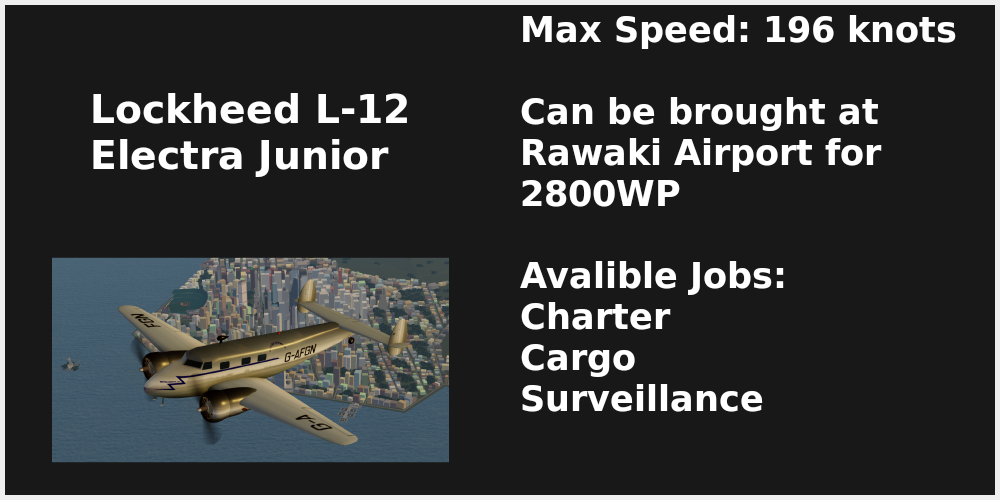 Lockheed L-12
Electra Junior
Max Speed: 196 knots
Can be brought at
Rawaki Airport for
2800WP
Avalible Jobs:
Charter
Cargo
Surveillance
FGN
G-AFGN
G-A